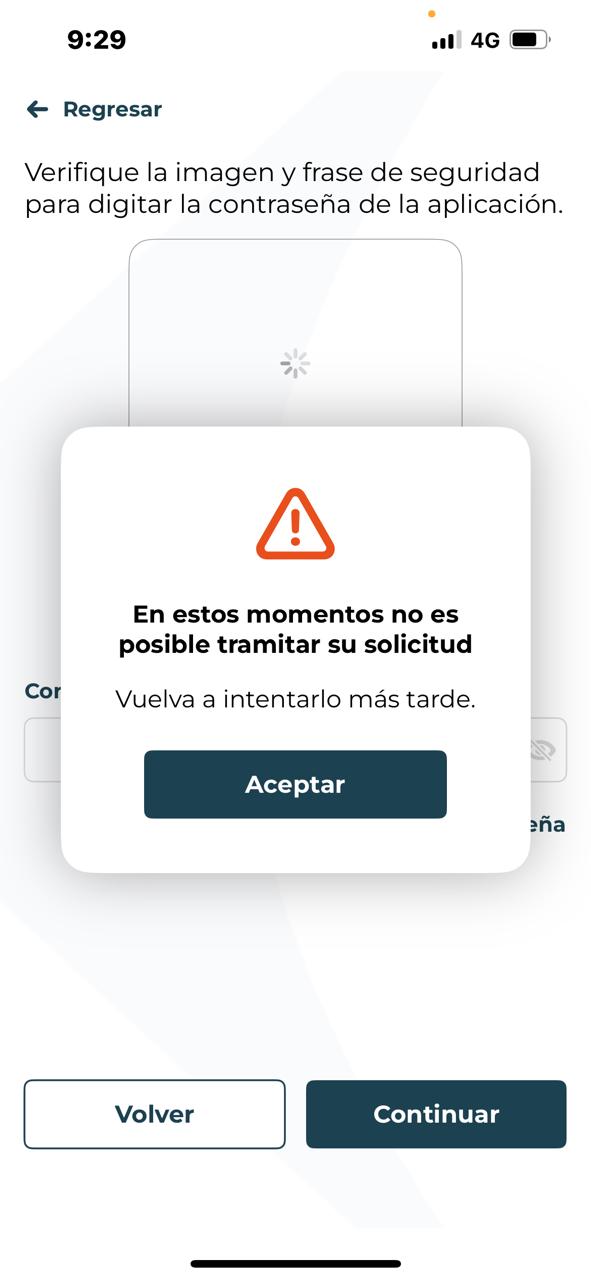 9:29
4G
Regresar
Verifique la imagen y frase de seguridad
para digitar la contraseña de la aplicación.
En estos momentos no es
posible tramitar su solicitud
Vuelva a intentarlo más tarde.
Aceptar
Volver
Continuar